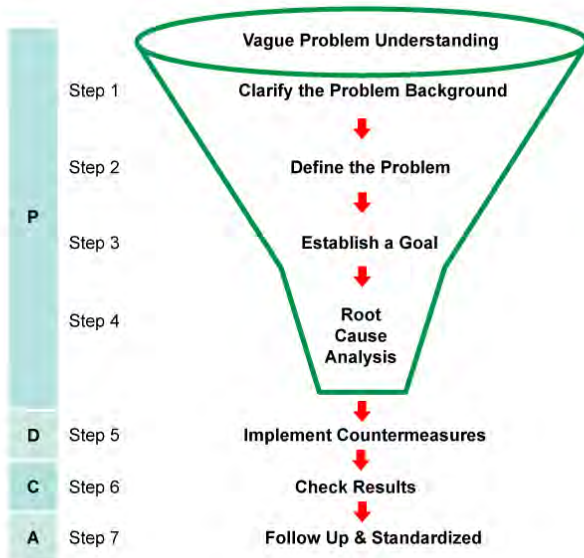 Vague Problem Understanding
Step 1 Clarify the Problem Background
Step 2 Define the Problem
P
Step 3 Establish a Goal
Step 4 Root
Cause
Analysis
D Step 5 Implement Countermeasures
C Step 6 Check Results
A Step 7 Follow Up & Standardized